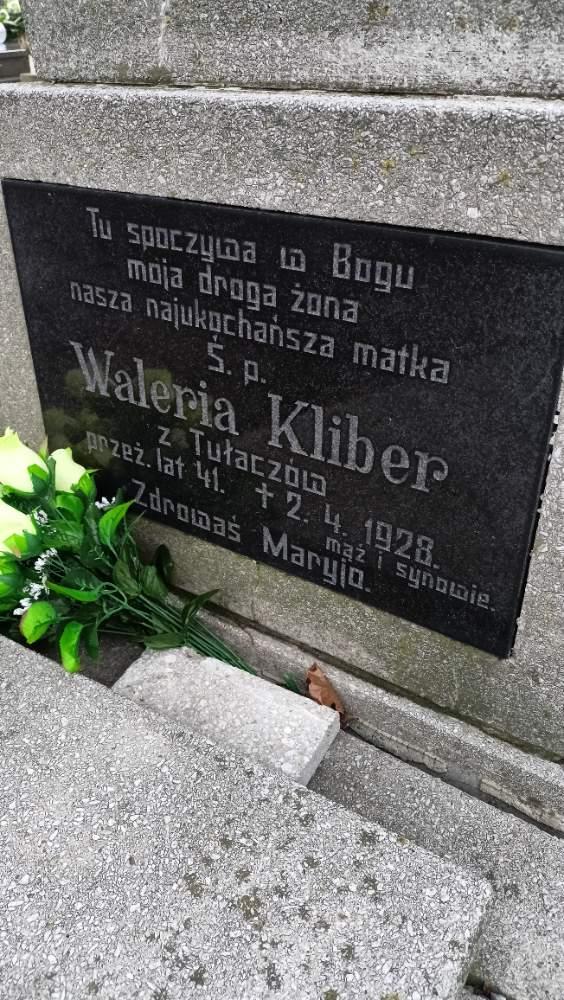 Tu spoczywa w Bogu
moja droga żona
nasza najukochańsza matka
Ś. p.
Waleria Kliber
z Tułaczów
przeż. lat 41. † 2. 4. 1928.
Zdrowaś Maryjo.
mąż i synowie.